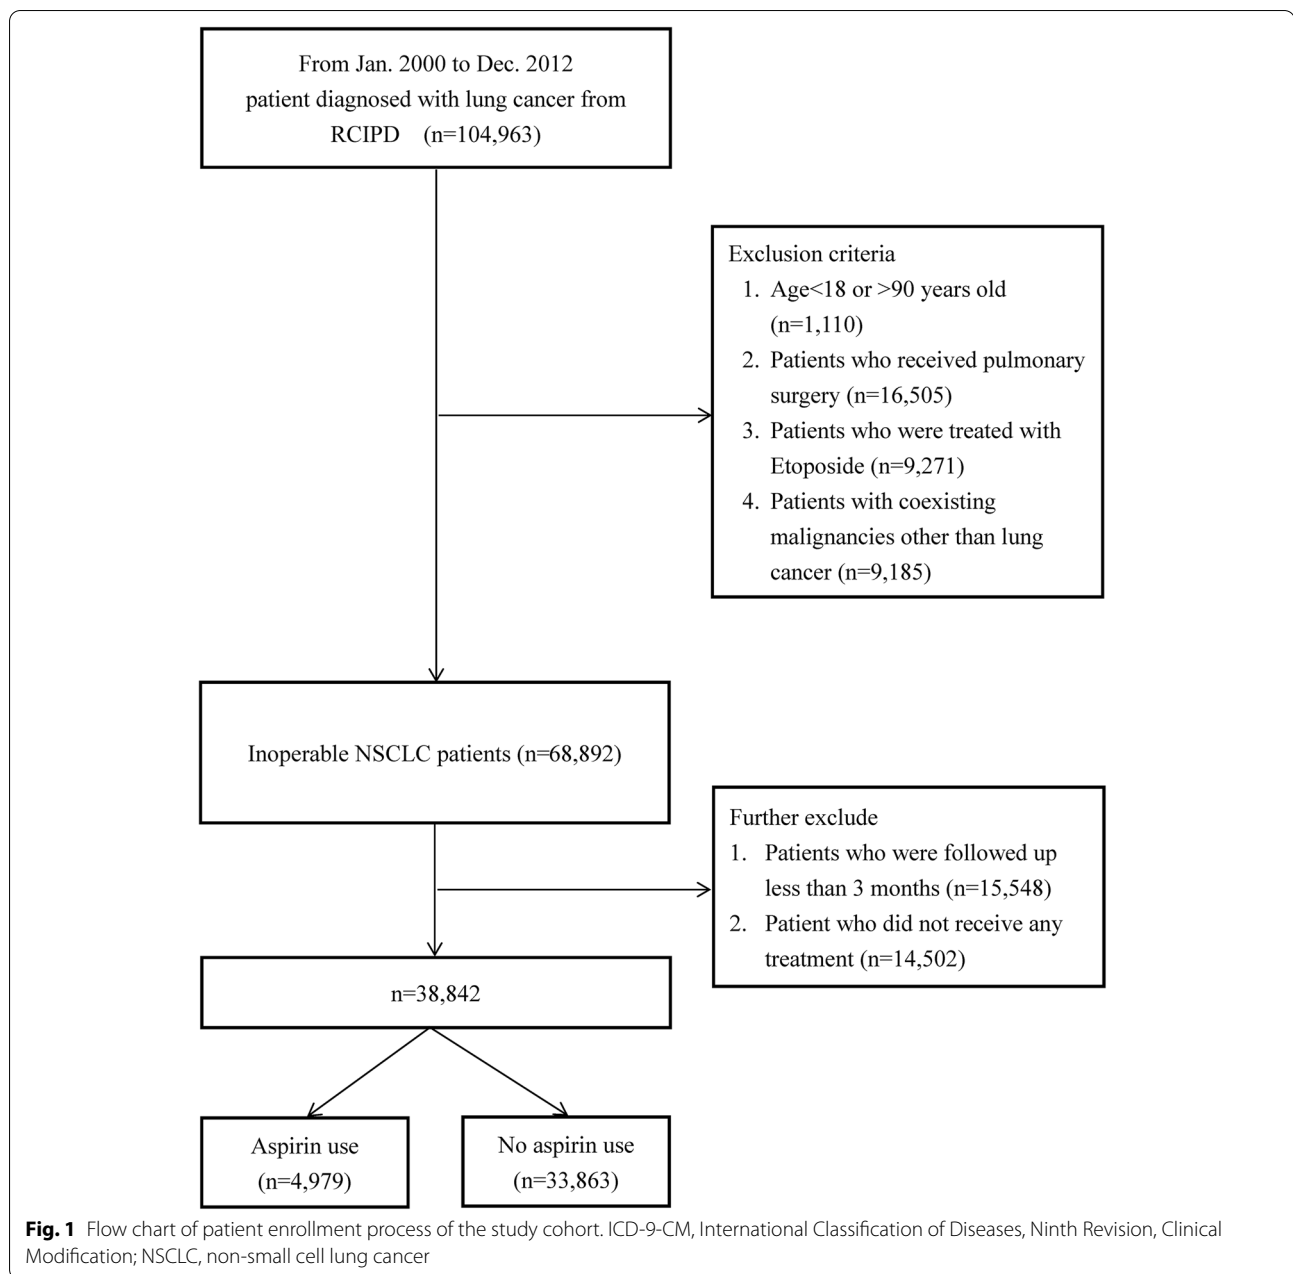 From Jan. 2000 to Dec. 2012
patient diagnosed with lung cancer from
RCIPD (n=104,963)
Exclusion criteria
1. Age<18 or >90 years old
(n=1,110)
2. Patients who received pulmonary
surgery (n=16,505)
3. Patients who were treated with
Etoposide (n=9,271)
4. Patients with coexisting
malignancies other than lung
cancer (n=9,185)
Inoperable NSCLC patients (n=68,892)
Further exclude
1. Patients who were followed up
less than 3 months (n=15,548)
2. Patient who did not receive any
treatment (n=14,502)
n=38,842
Aspirin use
(n=4,979)
No aspirin use
(n=33,863)
Fig. 1 Flow chart of patient enrollment process of the study cohort. ICD-9-CM, International Classification of Diseases, Ninth Revision, Clinical
Modification; NSCLC, non-small cell lung cancer